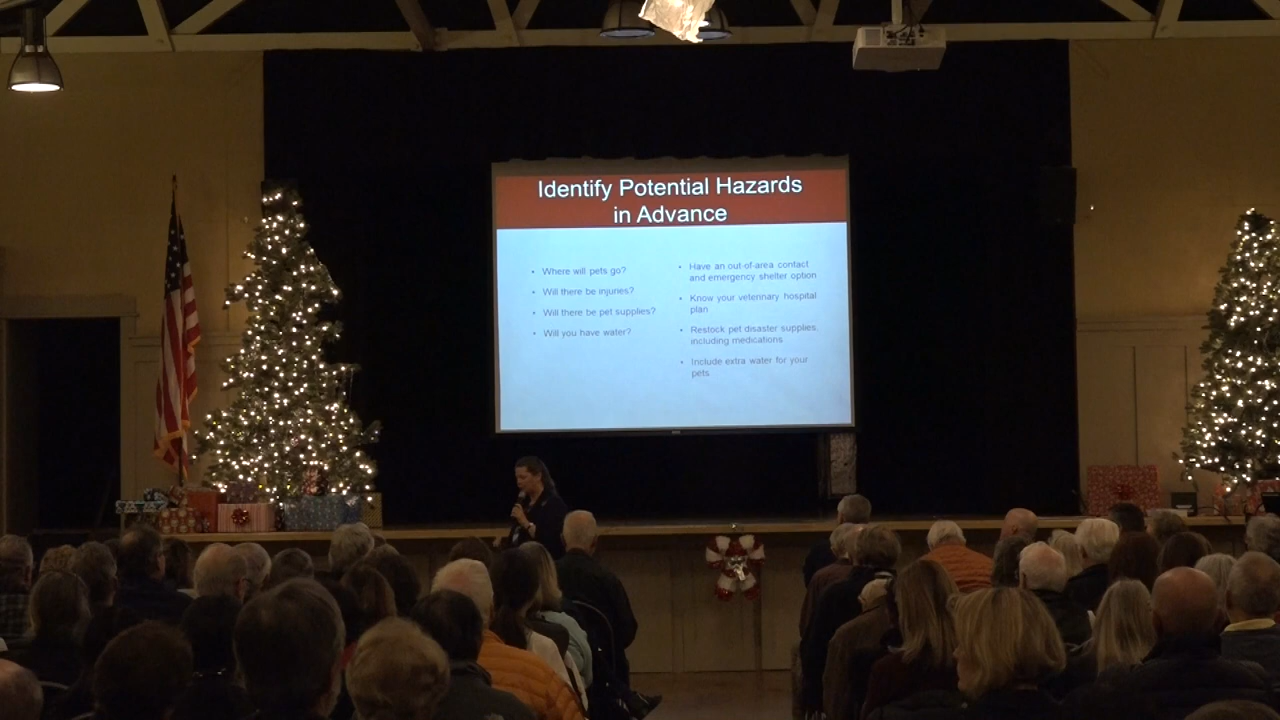 Identify Potential Hazards
in Advance
• Where will pets go?
• Will there be injuries?
• Will there be pet supplies?
• Will you have water?
• Have an out-of-area contact
and emergency shelter option
• Know your veterinary hospital
plan
• Restock pet disaster supplies,
including medications
• Include extra water for your
pets